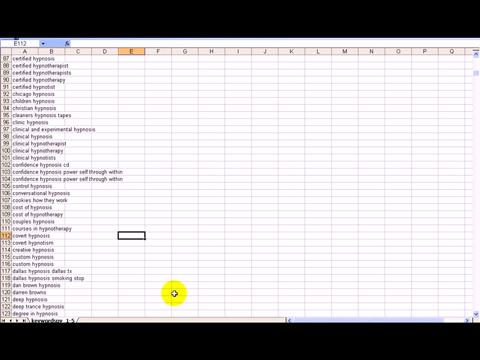 E112 fx
A B C D E F G H I J K L M N O P Q
87 certified hypnosis
88 certified hypnotherapist
89 certified hypnotherapists
90 certified hypnotherapy
91 certified hypnotist
92 chicago hypnosis
93 children hypnosis
94 christian hypnosis
95 cleaners hypnosis tapes
96 clinic hypnosis
97 clinical and experimental hypnosis
98 clinical hypnosis
99 clinical hypnotherapist
100 clinical hypnotherapy
101 clinical hypnotists
102 confidence hypnosis cd
103 confidence hypnosis power self through within
104 confidence hypnosis power self through within
105 control hypnosis
106 conversational hypnosis
107 cookies how they work
108 cost of hypnosis
109 cost of hypnotherapy
110 couples hypnosis
111 courses in hypnotherapy
112 covert hypnosis
113 covert hypnotism
114 creative hypnosis
115 custom hypnosis
116 custom hypnosis
117 dallas hypnosis dallas tx
118 dallas hypnosis smoking stop
119 dan brown hypnosis
120 darren browns
121 deep hypnosis
122 deep trance hypnosis
123 degree in hypnosis
keywordspy_1-5